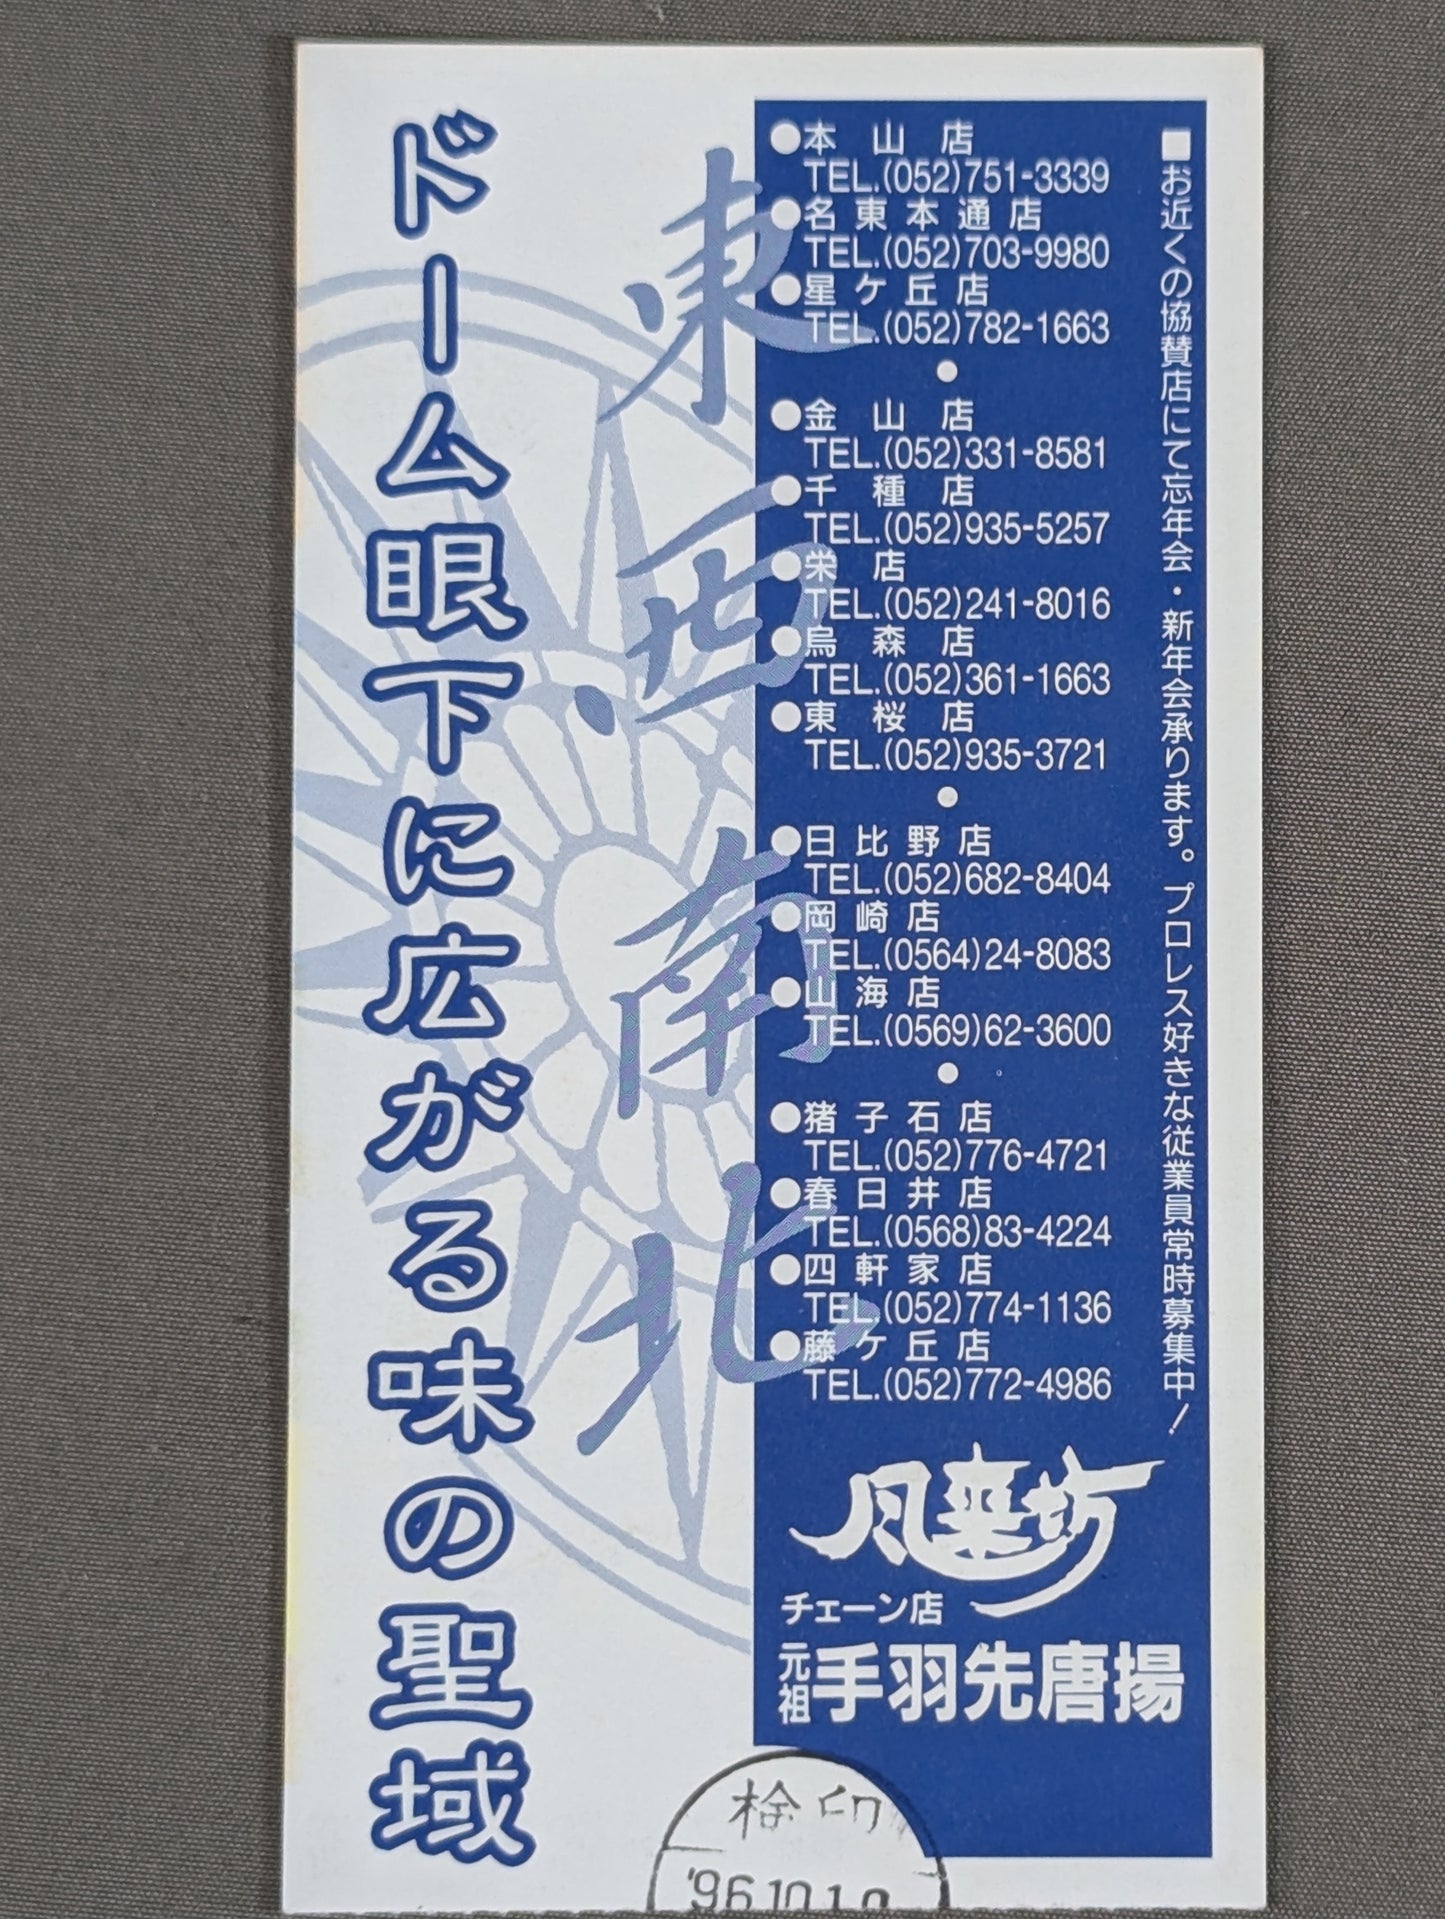 ■お近くの協賛店にて忘年会・新年会承ります。プロレス好きな従業員常時募集中！
●本山店
TEL.(052)751-3339
●名東本通店
TEL.(052)703-9980
●星ケ丘店
TEL.(052)782-1663
●
●金山店
TEL.(052)331-8581
●千種店
TEL.(052)935-5257
●栄店
TEL.(052)241-8016
●烏森店
TEL.(052)361-1663
●東桜店
TEL.(052)935-3721
●
●日比野店
TEL.(052)682-8404
●岡崎店
TEL.(0564)24-8083
●山海店
TEL.(0569)62-3600
●
●猪子石店
TEL.(052)776-4721
●春日井店
TEL.(0568)83-4224
●四軒家店
TEL.(052)774-1136
●藤ケ丘店
TEL.(052)772-4986
風来坊
チェーン店
元祖手羽先唐揚
東西南北
ドーム眼下に広がる味の聖域
検印
'96.10.10